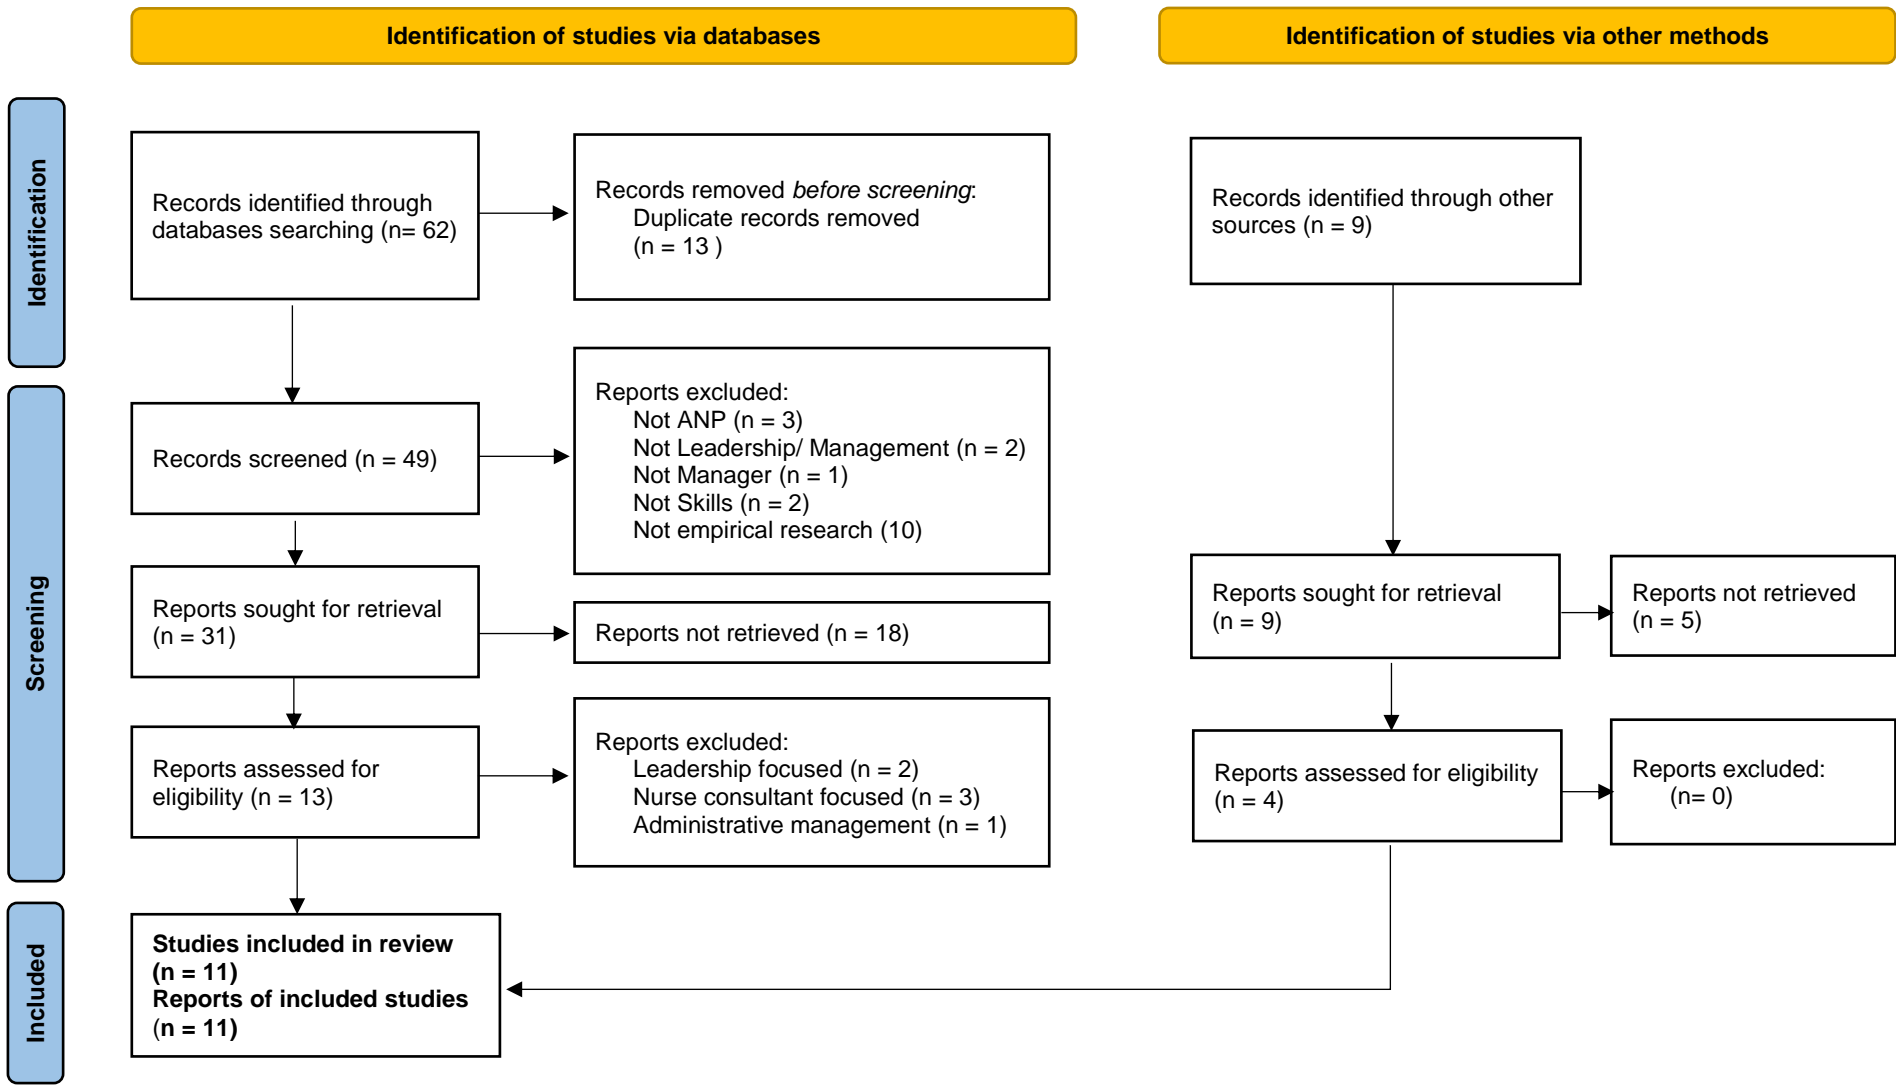 Identification of studies via databases
Identification of studies via other methods
Identification
Records identified through
databases searching (n= 62)
Records removed before screening:
Duplicate records removed
(n = 13 )
Records identified through other
sources (n = 9)
Screening
Records screened (n = 49)
Reports excluded:
Not ANP (n = 3)
Not Leadership/ Management (n = 2)
Not Manager (n = 1)
Not Skills (n = 2)
Not empirical research (10)
Reports sought for retrieval
(n = 31)
Reports not retrieved (n = 18)
Reports sought for retrieval
(n = 9)
Reports not retrieved
(n = 5)
Reports assessed for
eligibility (n = 13)
Reports excluded:
Leadership focused (n = 2)
Nurse consultant focused (n = 3)
Administrative management (n = 1)
Reports assessed for eligibility
(n = 4)
Reports excluded:
(n= 0)
Included
Studies included in review
(n = 11)
Reports of included studies
(n = 11)